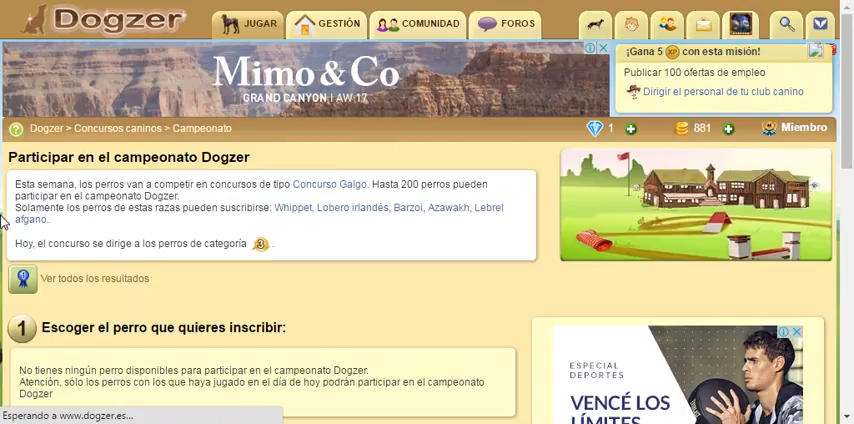 Dogzer
JUGAR
GESTIÓN
COMUNIDAD
FOROS
Mimo & Co
GRAND CANYON | AW 17
¡Gana 5 XP con esta misión!
Publicar 100 ofertas de empleo
Dirigir el personal de tu club canino
Dogzer > Concursos caninos > Campeonato
1
881
Miembro
Participar en el campeonato Dogzer
Esta semana, los perros van a competir en concursos de tipo Concurso Galgo. Hasta 200 perros pueden
participar en el campeonato Dogzer.
Solamente los perros de estas razas pueden suscribirse: Whippet, Lobero irlandés, Barzoi, Azawakh, Lebrel
afgano.
Hoy, el concurso se dirige a los perros de categoría 3 .
Ver todos los resultados
1 Escoger el perro que quieres inscribir:
No tienes ningún perro disponibles para participar en el campeonato Dogzer.
Atención, sólo los perros con los que haya jugado en el día de hoy podrán participar en el campeonato
Dogzer
ESPECIAL
DEPORTES
VENCÉ LOS
LÍMITES
Esperando a www.dogzer.es...